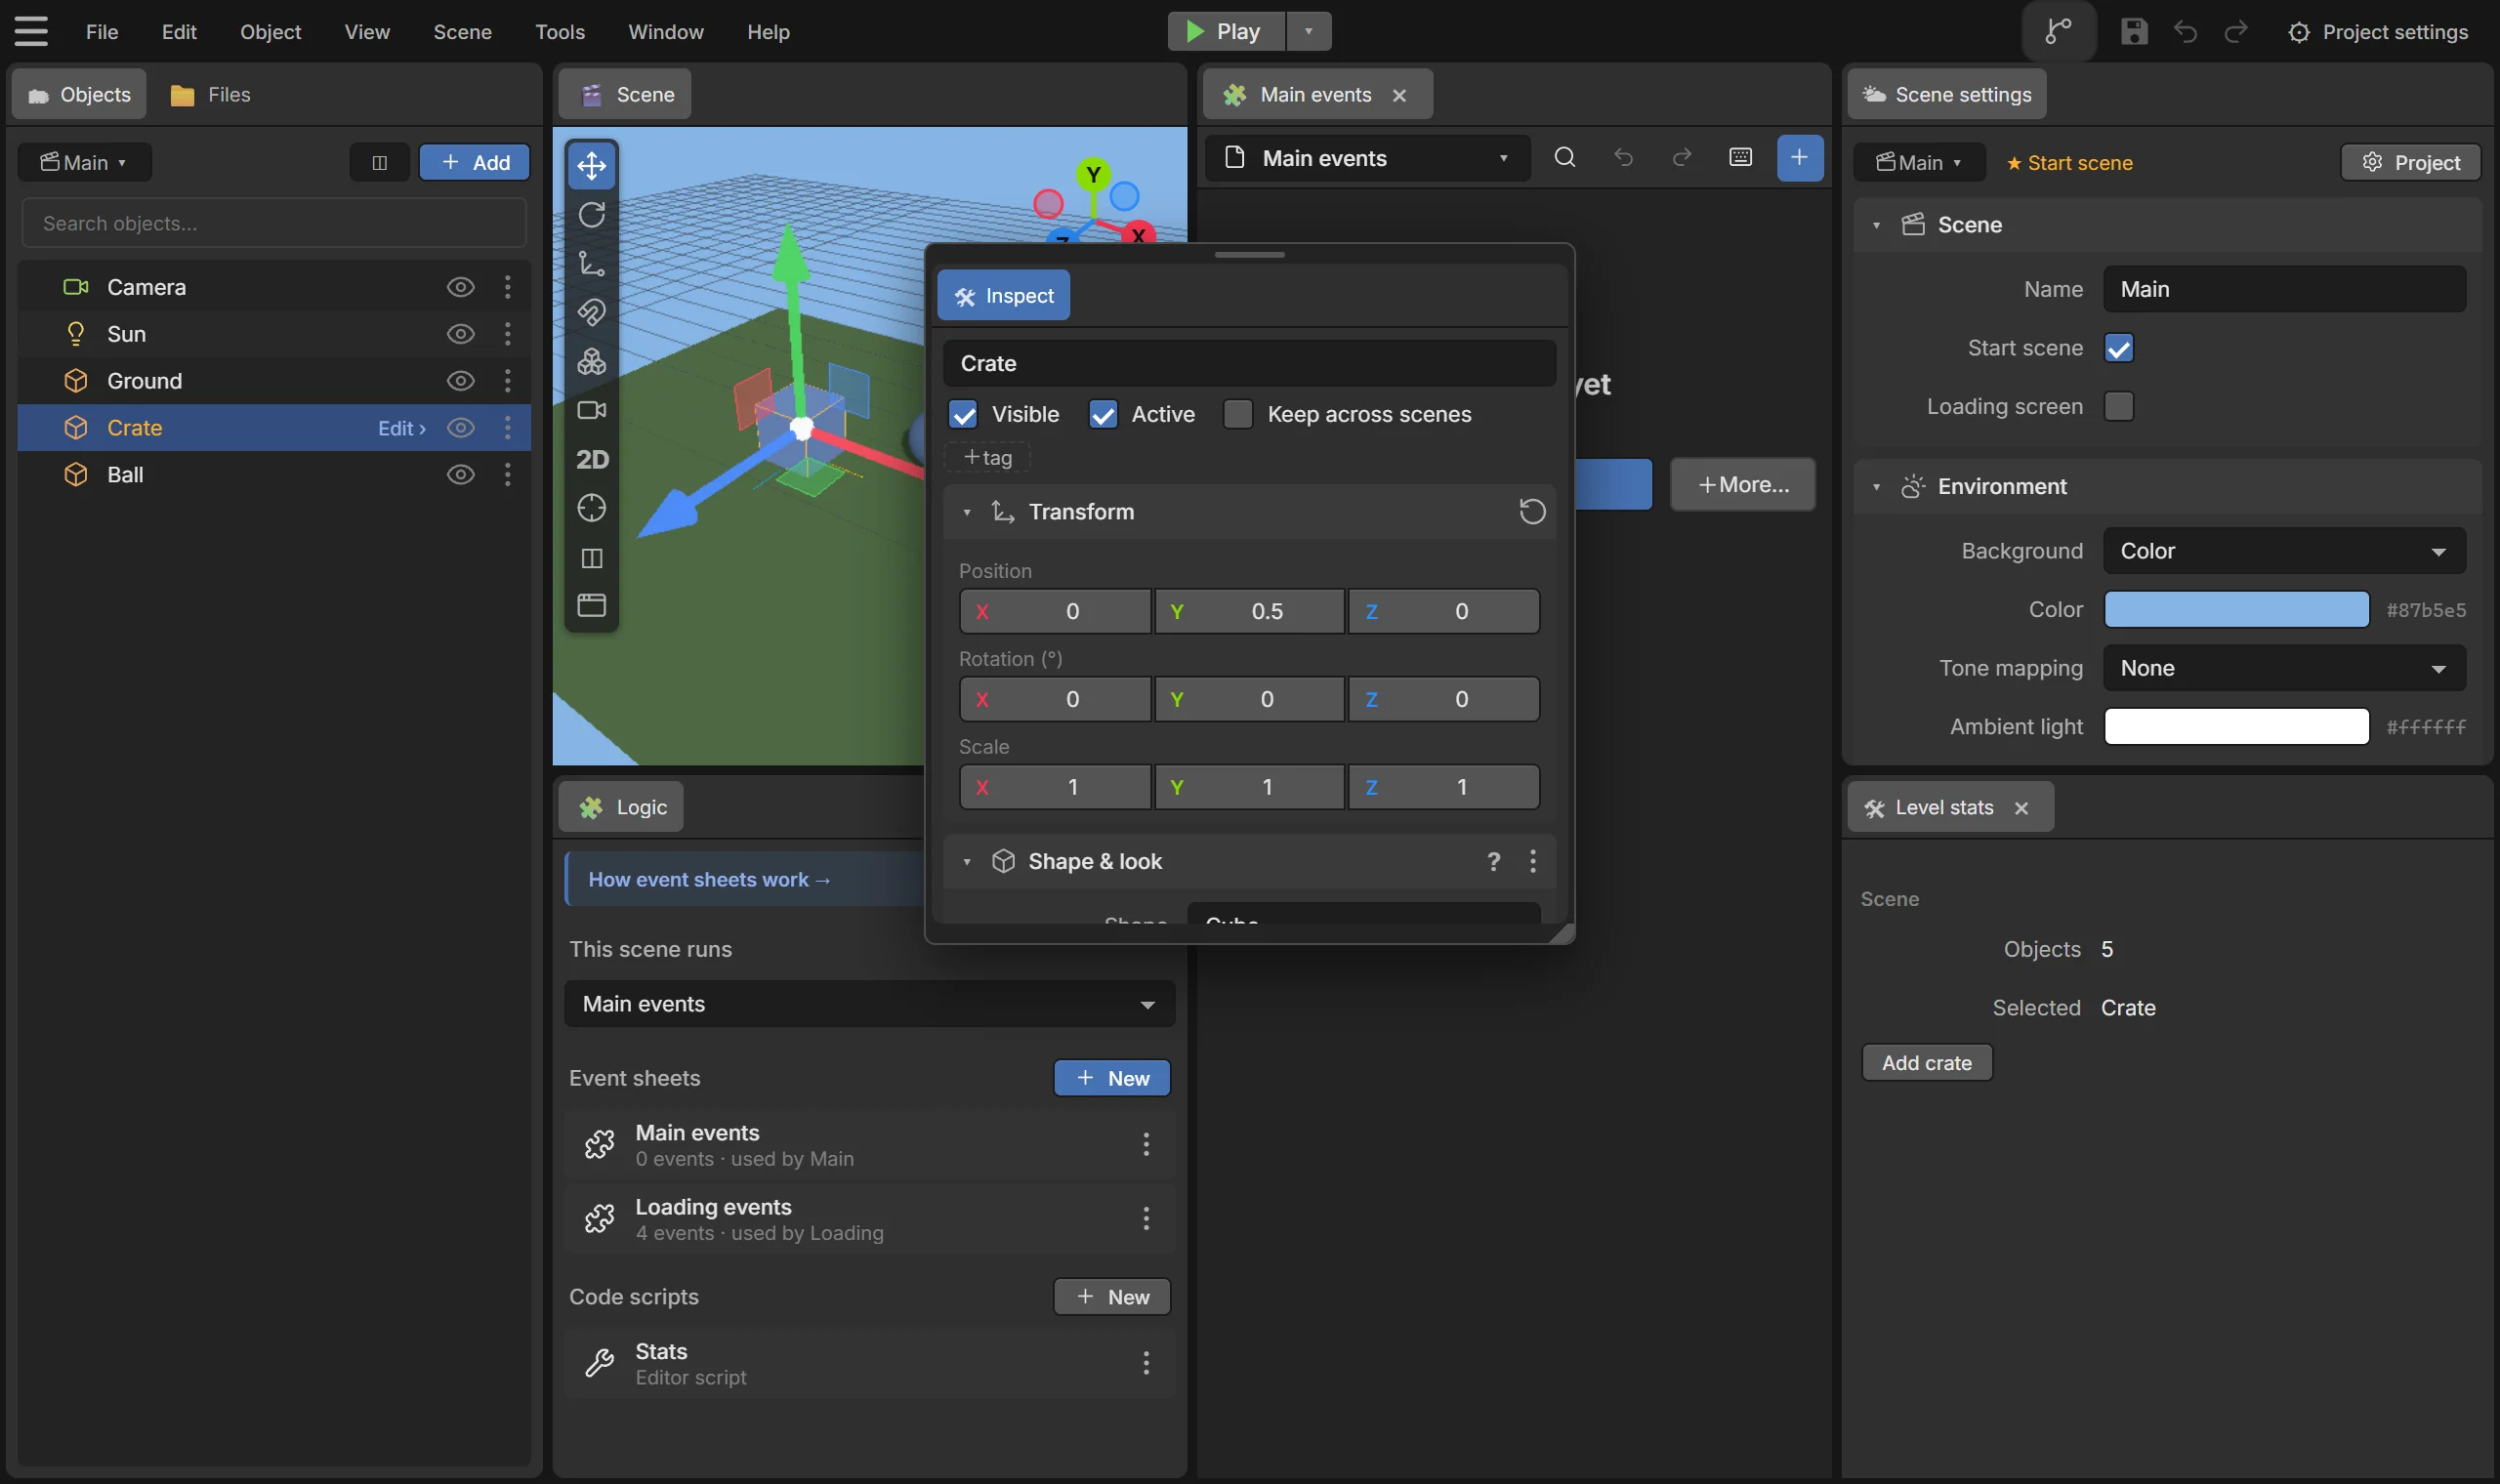 File Edit Object View Scene Tools Window Help
Play
Project settings
Objects Files
Main
+ Add
Search objects...
Camera
Sun
Ground
Crate Edit ›
Ball
Scene
2D
Y
X
Z
Main events
Main events
yet
+More...
Inspect
Crate
Visible Active Keep across scenes
+tag
Transform
Position
X 0 Y 0.5 Z 0
Rotation (°)
X 0 Y 0 Z 0
Scale
X 1 Y 1 Z 1
Shape & look ?
Shape Cube
Logic
How event sheets work →
This scene runs
Main events
Event sheets + New
Main events
0 events · used by Main
Loading events
4 events · used by Loading
Code scripts + New
Stats
Editor script
Scene settings
Main ★ Start scene Project
Scene
Name Main
Start scene
Loading screen
Environment
Background Color
Color #87b5e5
Tone mapping None
Ambient light #ffffff
Level stats
Scene
Objects 5
Selected Crate
Add crate